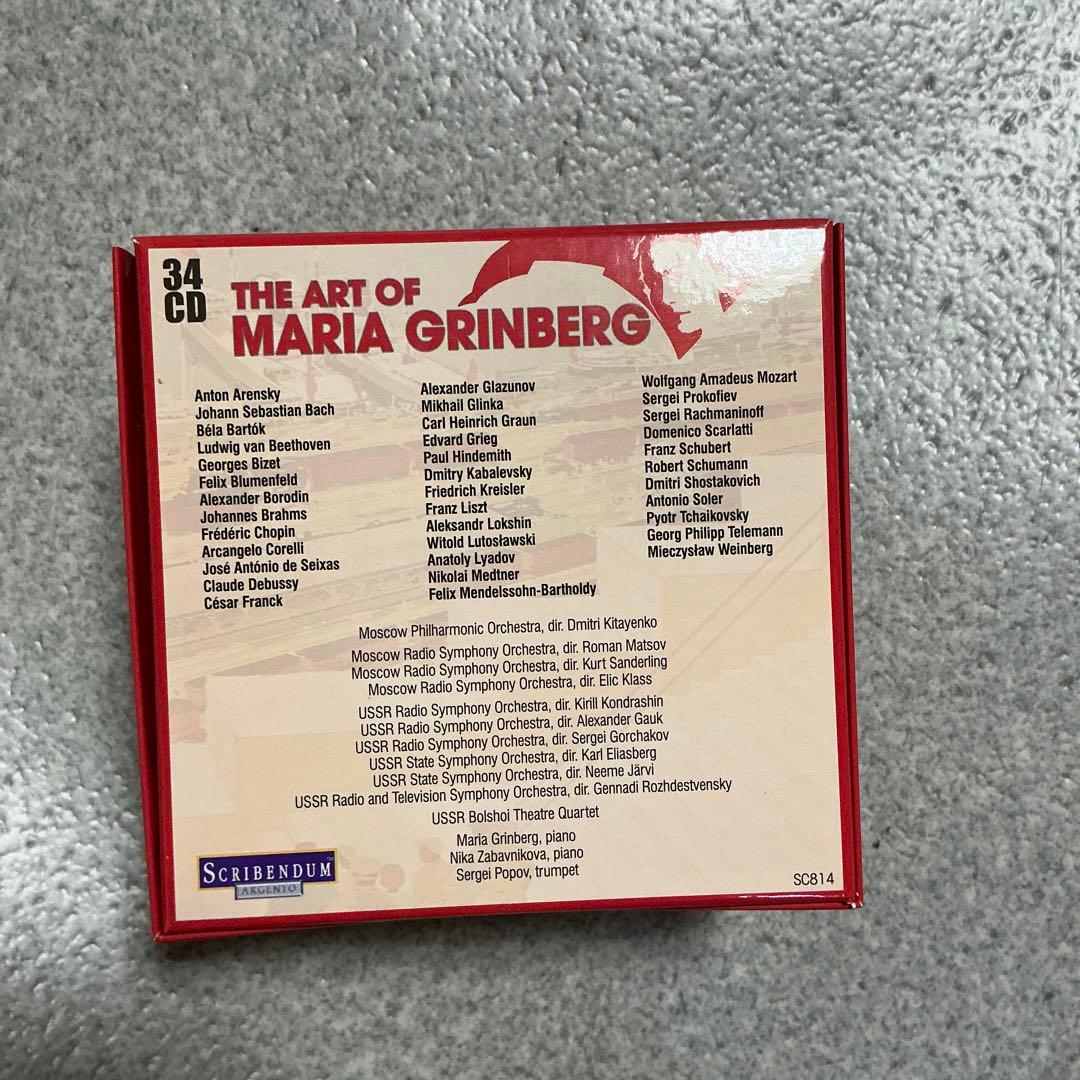 34
CD
THE ART OF
MARIA GRINBERG
Anton Arensky
Johann Sebastian Bach
Béla Bartók
Ludwig van Beethoven
Georges Bizet
Felix Blumenfeld
Alexander Borodin
Johannes Brahms
Frédéric Chopin
Arcangelo Corelli
José António de Seixas
Claude Debussy
César Franck
Alexander Glazunov
Mikhail Glinka
Carl Heinrich Graun
Edvard Grieg
Paul Hindemith
Dmitry Kabalevsky
Friedrich Kreisler
Franz Liszt
Aleksandr Lokshin
Witold Lutosławski
Anatoly Lyadov
Nikolai Medtner
Felix Mendelssohn-Bartholdy
Wolfgang Amadeus Mozart
Sergei Prokofiev
Sergei Rachmaninoff
Domenico Scarlatti
Franz Schubert
Robert Schumann
Dmitri Shostakovich
Antonio Soler
Pyotr Tchaikovsky
Georg Philipp Telemann
Mieczysław Weinberg
Moscow Philharmonic Orchestra, dir. Dmitri Kitayenko
Moscow Radio Symphony Orchestra, dir. Roman Matsov
Moscow Radio Symphony Orchestra, dir. Kurt Sanderling
Moscow Radio Symphony Orchestra, dir. Elic Klass
USSR Radio Symphony Orchestra, dir. Kirill Kondrashin
USSR Radio Symphony Orchestra, dir. Alexander Gauk
USSR Radio Symphony Orchestra, dir. Sergei Gorchakov
USSR State Symphony Orchestra, dir. Karl Eliasberg
USSR State Symphony Orchestra, dir. Neeme Järvi
USSR Radio and Television Symphony Orchestra, dir. Gennadi Rozhdestvensky
USSR Bolshoi Theatre Quartet
Maria Grinberg, piano
Nika Zabavnikova, piano
Sergei Popov, trumpet
SCRIBENDUM™
ARGENTO
SC814